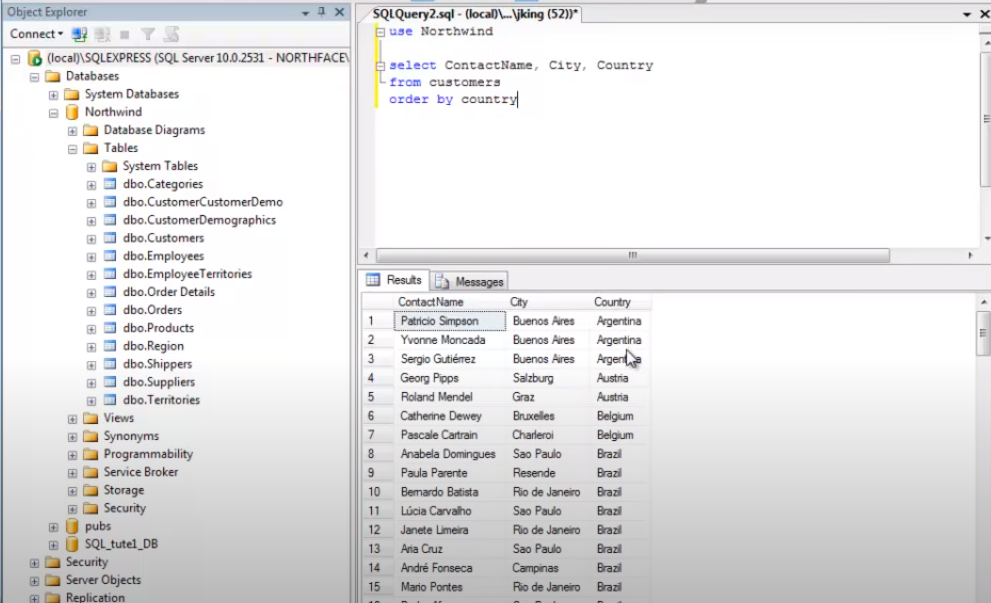 Object Explorer
Connect
(local)\SQLEXPRESS (SQL Server 10.0.2531 - NORTHFACE\
Databases
System Databases
Northwind
Database Diagrams
Tables
System Tables
dbo.Categories
dbo.CustomerCustomerDemo
dbo.CustomerDemographics
dbo.Customers
dbo.Employees
dbo.EmployeeTerritories
dbo.Order Details
dbo.Orders
dbo.Products
dbo.Region
dbo.Shippers
dbo.Suppliers
dbo.Territories
Views
Synonyms
Programmability
Service Broker
Storage
Security
pubs
SQL_tute1_DB
Security
Server Objects
Replication
SQLQuery2.sql - (local)\...\jking (52))*
use Northwind
select ContactName, City, Country
from customers
order by country
Results Messages
ContactName City Country
1 Patricio Simpson Buenos Aires Argentina
2 Yvonne Moncada Buenos Aires Argentina
3 Sergio Gutiérrez Buenos Aires Argentina
4 Georg Pipps Salzburg Austria
5 Roland Mendel Graz Austria
6 Catherine Dewey Bruxelles Belgium
7 Pascale Cartrain Charleroi Belgium
8 Anabela Domingues Sao Paulo Brazil
9 Paula Parente Resende Brazil
10 Bernardo Batista Rio de Janeiro Brazil
11 Lúcia Carvalho Sao Paulo Brazil
12 Janete Limeira Rio de Janeiro Brazil
13 Aria Cruz Sao Paulo Brazil
14 André Fonseca Campinas Brazil
15 Mario Pontes Rio de Janeiro Brazil